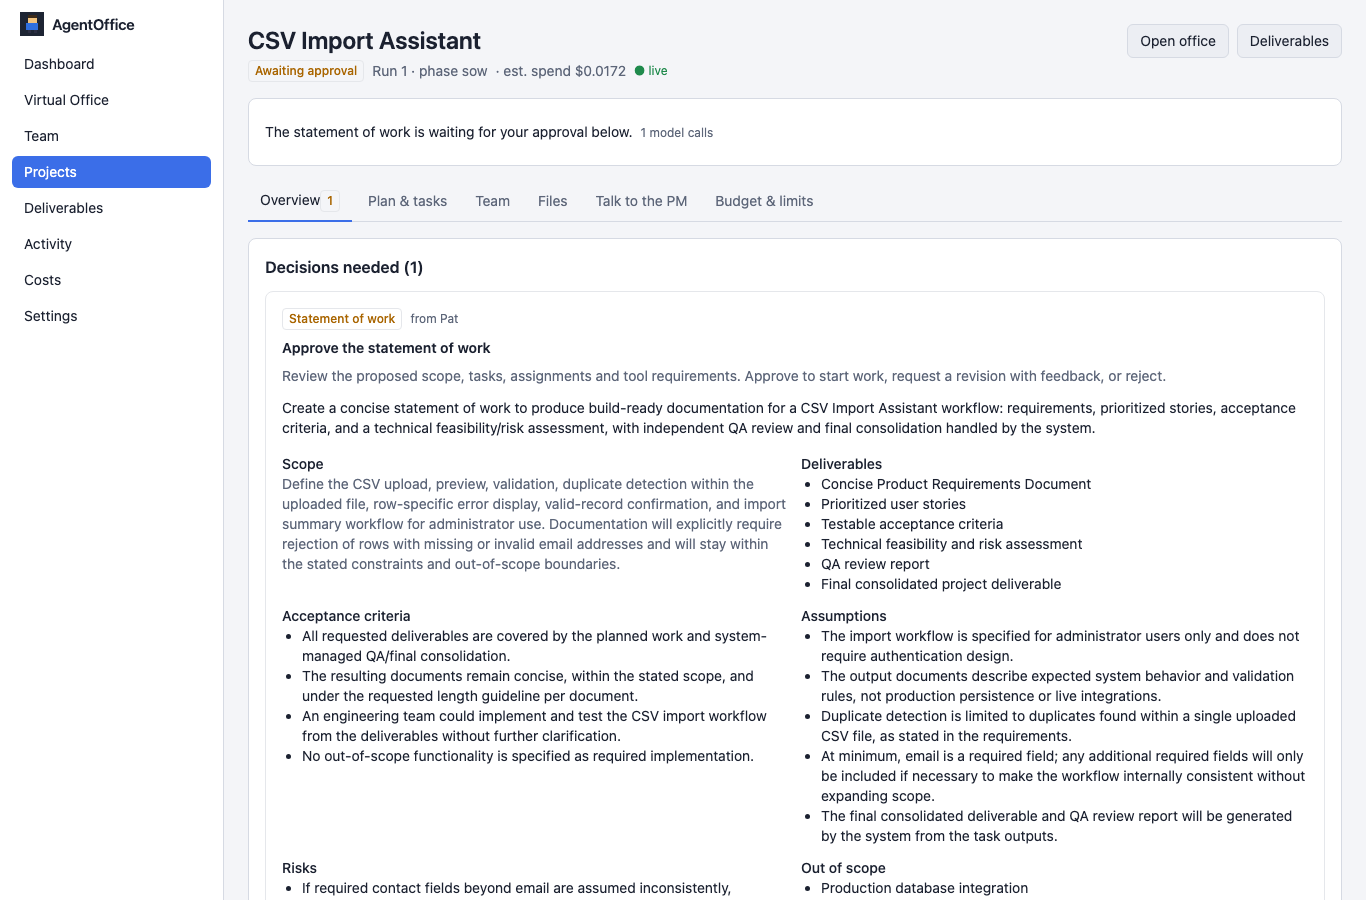 AgentOffice
Dashboard
Virtual Office
Team
Projects
Deliverables
Activity
Costs
Settings
CSV Import Assistant
Open office
Deliverables
Awaiting approval
Run 1 · phase sow · est. spend $0.0172
live
The statement of work is waiting for your approval below. 1 model calls
Overview 1
Plan & tasks
Team
Files
Talk to the PM
Budget & limits
Decisions needed (1)
Statement of work from Pat
Approve the statement of work
Review the proposed scope, tasks, assignments and tool requirements. Approve to start work, request a revision with feedback, or reject.
Create a concise statement of work to produce build-ready documentation for a CSV Import Assistant workflow: requirements, prioritized stories, acceptance
criteria, and a technical feasibility/risk assessment, with independent QA review and final consolidation handled by the system.
Scope
Define the CSV upload, preview, validation, duplicate detection within the
uploaded file, row-specific error display, valid-record confirmation, and import
summary workflow for administrator use. Documentation will explicitly require
rejection of rows with missing or invalid email addresses and will stay within
the stated constraints and out-of-scope boundaries.
Deliverables
• Concise Product Requirements Document
• Prioritized user stories
• Testable acceptance criteria
• Technical feasibility and risk assessment
• QA review report
• Final consolidated project deliverable
Acceptance criteria
• All requested deliverables are covered by the planned work and system-
managed QA/final consolidation.
• The resulting documents remain concise, within the stated scope, and
under the requested length guideline per document.
• An engineering team could implement and test the CSV import workflow
from the deliverables without further clarification.
• No out-of-scope functionality is specified as required implementation.
Assumptions
• The import workflow is specified for administrator users only and does not
require authentication design.
• The output documents describe expected system behavior and validation
rules, not production persistence or live integrations.
• Duplicate detection is limited to duplicates found within a single uploaded
CSV file, as stated in the requirements.
• At minimum, email is a required field; any additional required fields will only
be included if necessary to make the workflow internally consistent without
expanding scope.
• The final consolidated deliverable and QA review report will be generated
by the system from the task outputs.
Risks
• If required contact fields beyond email are assumed inconsistently,
Out of scope
• Production database integration